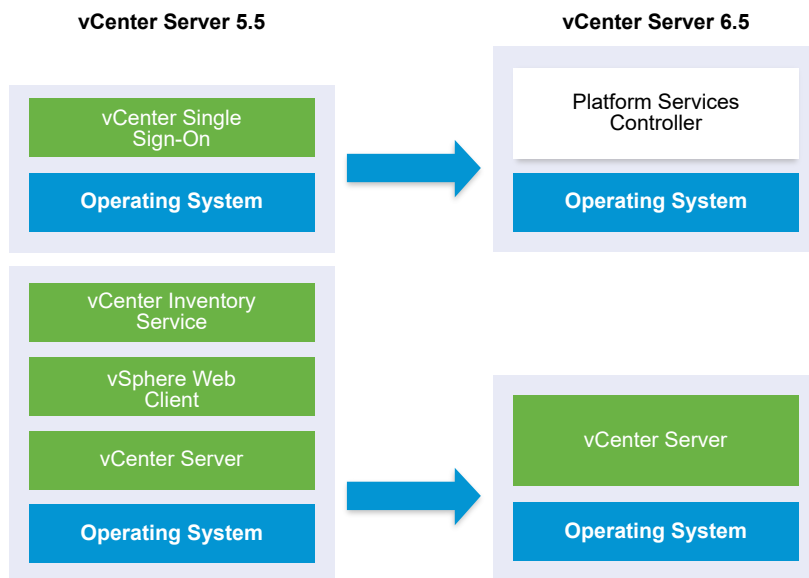 vCenter Server 5.5
vCenter Single
Sign-On
Operating System
vCenter Inventory
Service
vSphere Web
Client
vCenter Server
Operating System
vCenter Server 6.5
Platform Services
Controller
Operating System
vCenter Server
Operating System